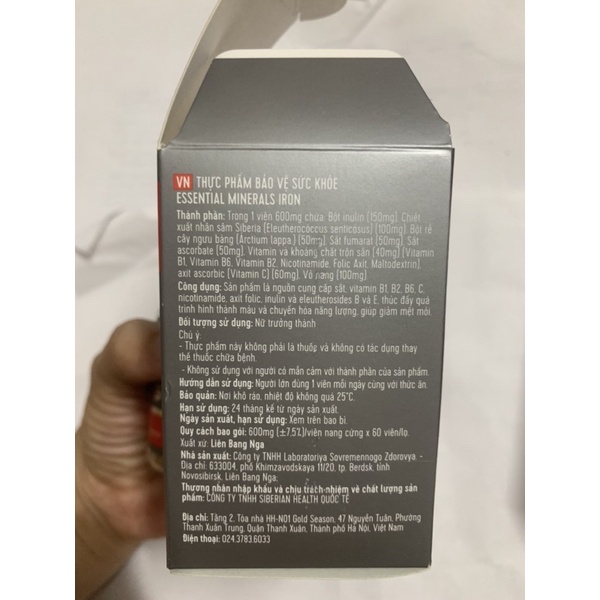 VN THỰC PHẨM BẢO VỆ SỨC KHỎE
ESSENTIAL MINERALS IRON
Thành phần: Trong 1 viên 600mg chứa: Bột inulin (150mg). Chiết
xuất nhân sâm Siberia (Eleutherococcus senticosus) (100mg). Bột rễ
cây ngưu bàng (Arctium lappa.) (50mg). Sắt fumarat (50mg). Sắt
ascorbate (50mg). Vitamin và khoáng chất trộn sẵn (40mg) (Vitamin
B1, Vitamin B6, Vitamin B2, Nicotinamide, Folic Axit, Maltodextrin),
axit ascorbic (Vitamin C) (60mg). Vỏ nang (100mg).
Công dụng: Sản phẩm là nguồn cung cấp sắt, vitamin B1, B2, B6, C,
nicotinamide, axit folic, inulin và eleutherosides B và E, thúc đẩy quá
trình hình thành máu và chuyển hóa năng lượng, giúp giảm mệt mỏi.
Đối tượng sử dụng: Nữ trưởng thành
Chú ý:
- Thực phẩm này không phải là thuốc và không có tác dụng thay
thế thuốc chữa bệnh.
- Không sử dụng với người có mẫn cảm với thành phần của sản phẩm.
Hướng dẫn sử dụng: Người lớn dùng 1 viên mỗi ngày cùng với thức ăn.
Bảo quản: Nơi khô ráo, nhiệt độ không quá 25°C.
Hạn sử dụng: 24 tháng kể từ ngày sản xuất.
Ngày sản xuất, hạn sử dụng: Xem trên bao bì.
Quy cách bao gói: 600mg (±7,5%)/viên nang cứng x 60 viên/lọ.
Xuất xứ: Liên Bang Nga
Nhà sản xuất: Công ty TNHH Laboratoriya Sovremennogo Zdorovya. -
Địa chỉ: 633004, phố Khimzavodskaya 11/20, tp. Berdsk, tỉnh
Novosibirsk, Liên Bang Nga;
Thương nhân nhập khẩu và chịu trách nhiệm về chất lượng sản
phẩm: CÔNG TY TNHH SIBERIAN HEALTH QUỐC TẾ
Địa chỉ: Tầng 2, Tòa nhà HH-N01 Gold Season, 47 Nguyễn Tuân, Phường
Thanh Xuân Trung, Quận Thanh Xuân, Thành phố Hà Nội, Việt Nam
Điện thoại: 024.3783.6033